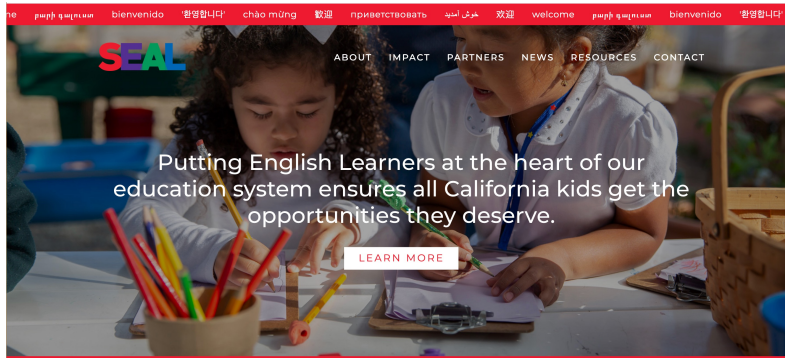 me բարի գալուստ bienvenido '환영합니다' chào mừng 歡迎 приветствовать خوش آمدید 欢迎 welcome բարի գալուստ bienvenido '환영합니다'
SEAL ABOUT IMPACT PARTNERS NEWS RESOURCES CONTACT
Putting English Learners at the heart of our
education system ensures all California kids get the
opportunities they deserve.
LEARN MORE